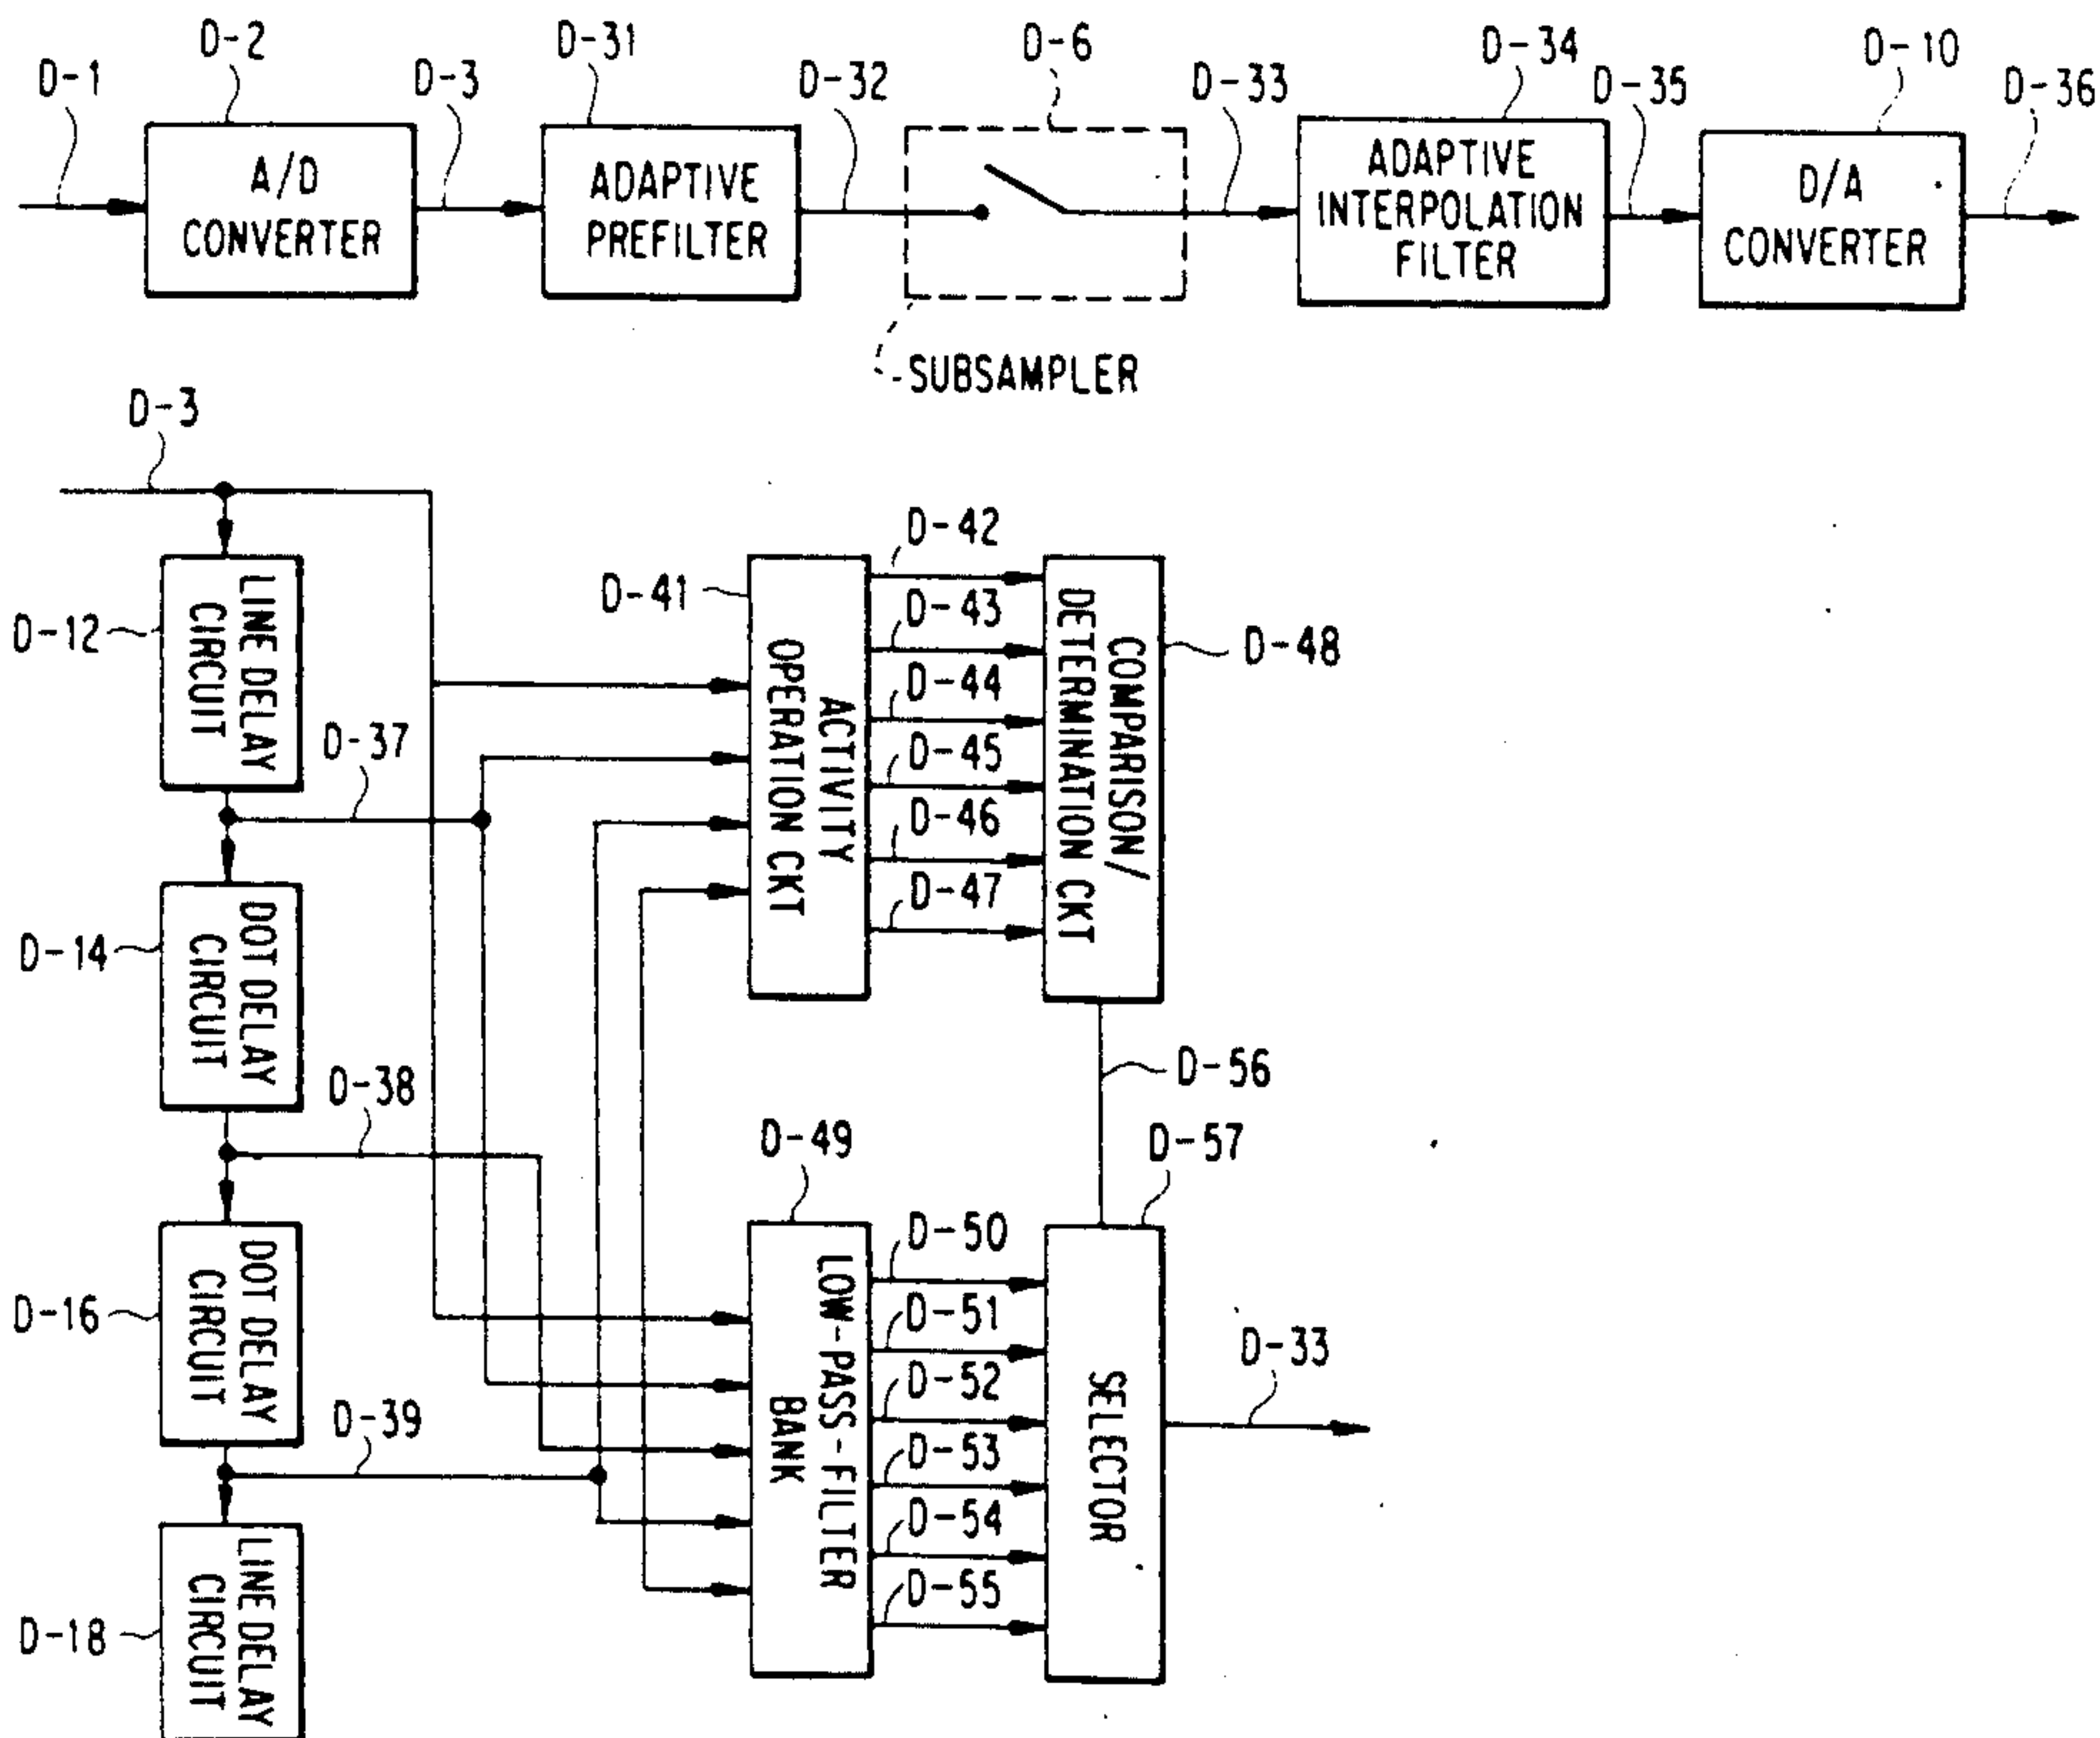 D-1
D-2
D-3
D-31
D-32
D-6
D-33
D-34
D-35
D-10
D-36
A/D
CONVERTER
ADAPTIVE
PREFILTER
ADAPTIVE
INTERPOLATION
FILTER
D/A
CONVERTER
SUBSAMPLER
D-3
D-12
LINE DELAY
CIRCUIT
D-37
D-14
DOT DELAY
CIRCUIT
D-38
D-16
DOT DELAY
CIRCUIT
D-39
D-18
LINE DELAY
CIRCUIT
D-41
ACTIVITY
OPERATION CKT
D-42
D-43
D-44
D-45
D-46
D-47
COMPARISON/
DETERMINATION CKT
D-48
D-56
D-49
LOW-PASS-FILTER
BANK
D-50
D-51
D-52
D-53
D-54
D-55
D-57
SELECTOR
D-33